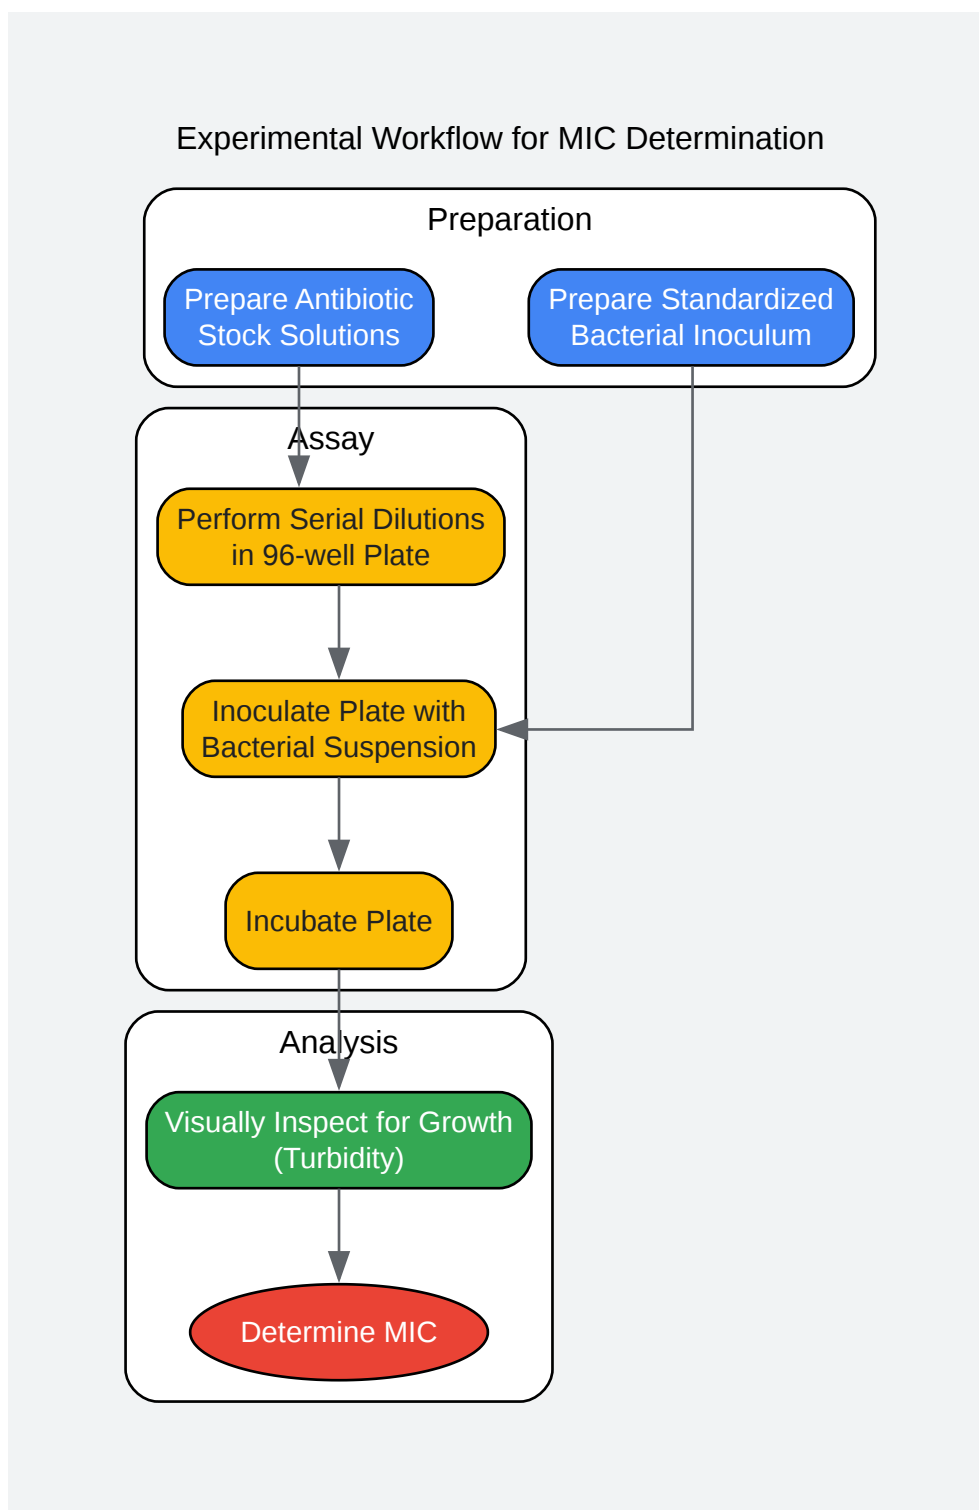 Experimental Workflow for MIC Determination
Preparation
Prepare Antibiotic
Stock Solutions
Prepare Standardized
Bacterial Inoculum
Assay
Perform Serial Dilutions
in 96-well Plate
Inoculate Plate with
Bacterial Suspension
Incubate Plate
Analysis
Visually Inspect for Growth
(Turbidity)
Determine MIC